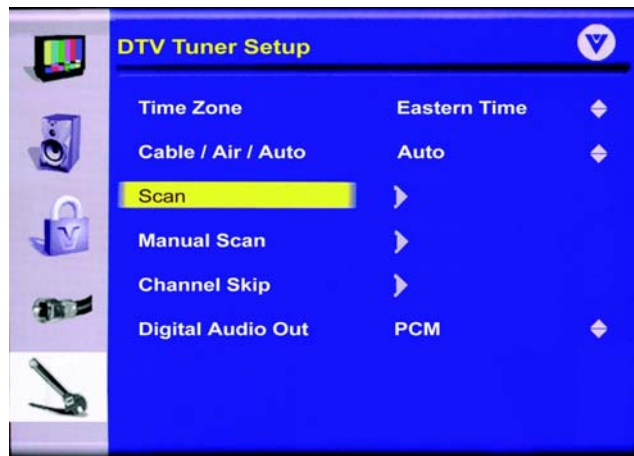 DTV Tuner Setup
V
Time Zone Eastern Time
Cable / Air / Auto Auto
Scan
Manual Scan
Channel Skip
Digital Audio Out PCM
V